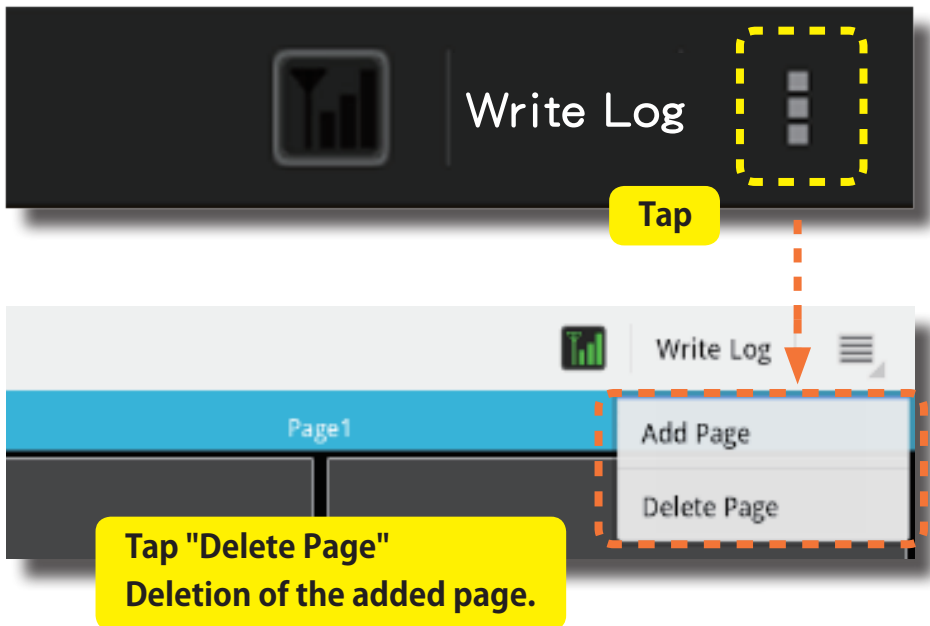 Write Log
Tap
Write Log
Page1
Add Page
Delete Page
Tap "Delete Page"
Deletion of the added page.